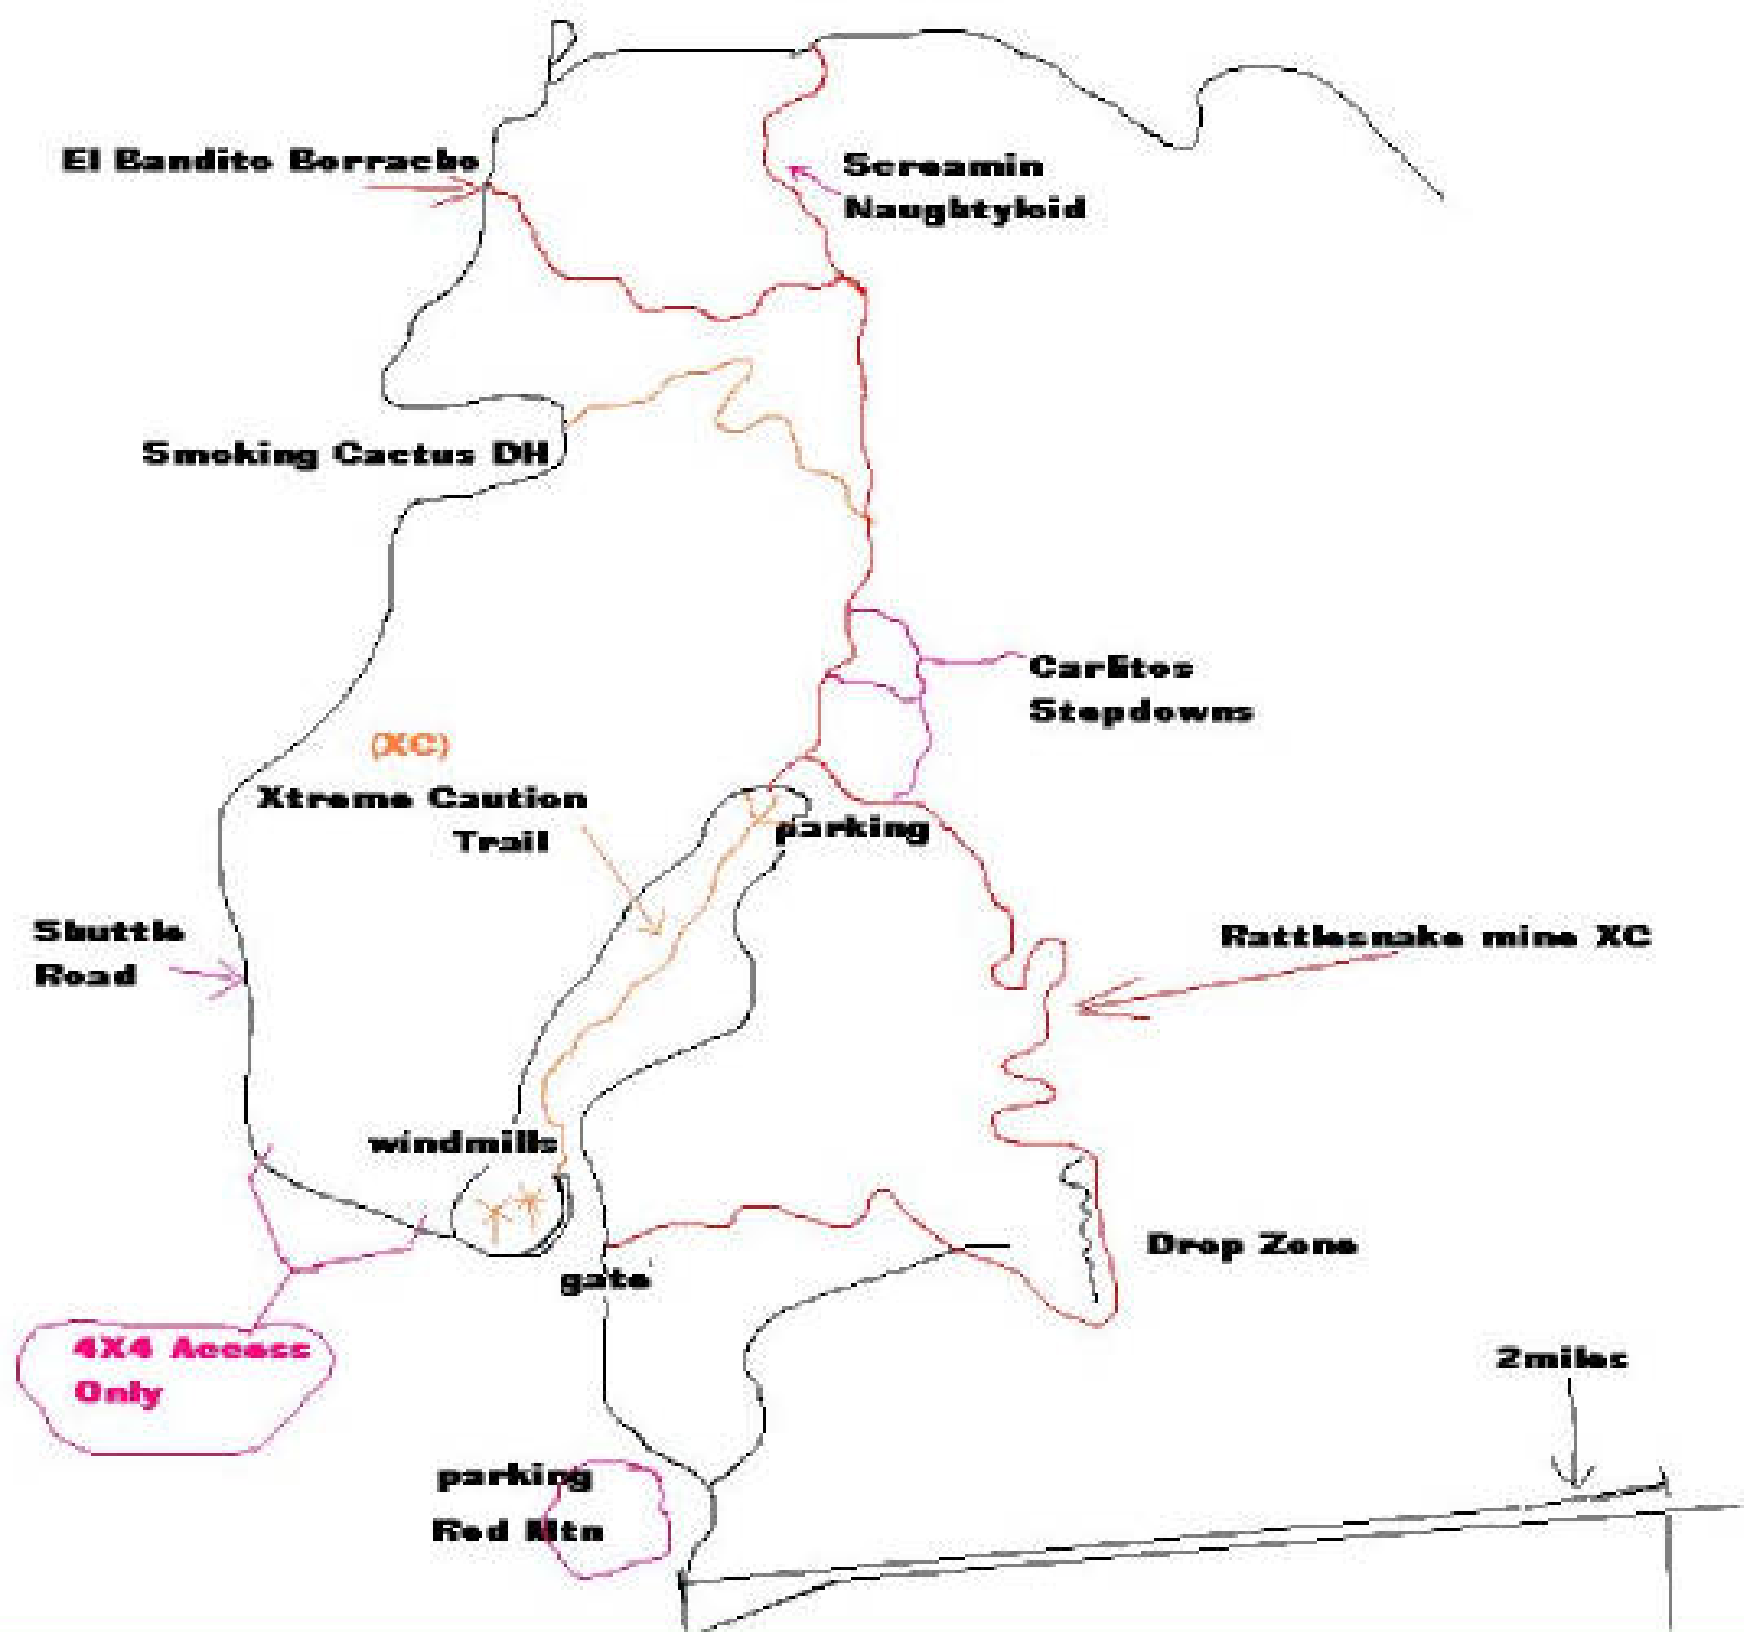 El Bandito Borracho
Screamin
Naughtyloid
Smoking Cactus DH
Carlitos
Stepdowns
(XC)
Xtreme Caution
Trail
parking
Shuttle
Road
Rattlesnake mine XC
windmills
Drop Zone
gate
4X4 Access
Only
2miles
parking
Red Mtn